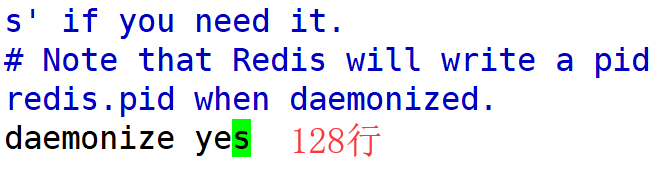 s' if you need it.
# Note that Redis will write a pid
redis.pid when daemonized.
daemonize yes 128行